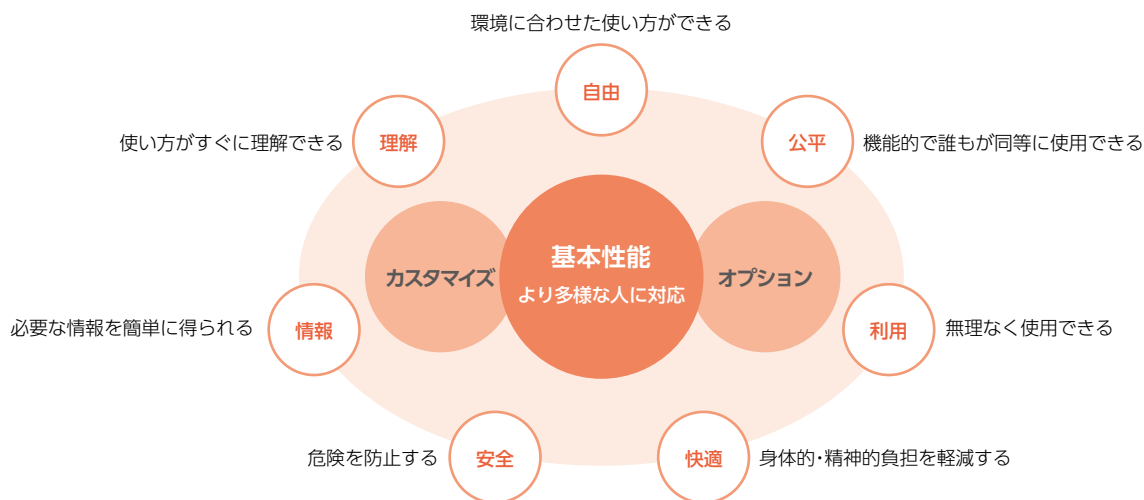 環境に合わせた使い方ができる
自由
使い方がすぐに理解できる
理解
公平
機能的で誰もが同等に使用できる
カスタマイズ
基本性能
より多様な人に対応
オプション
必要な情報を簡単に得られる
情報
利用
無理なく使用できる
危険を防止する
安全
快適
身体的・精神的負担を軽減する